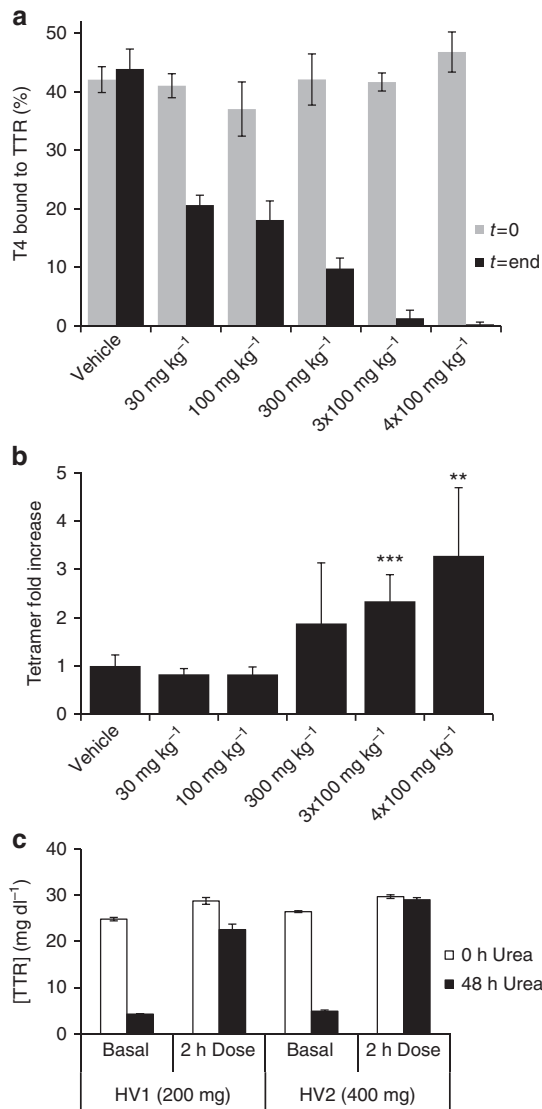 a
T4 bound to TTR (%)
50
40
30
20
10
0
t=0
t=end
Vehicle
30 mg kg⁻¹
100 mg kg⁻¹
300 mg kg⁻¹
3x100 mg kg⁻¹
4x100 mg kg⁻¹
b
Tetramer fold increase
5
4
3
2
1
0
***
**
Vehicle
30 mg kg⁻¹
100 mg kg⁻¹
300 mg kg⁻¹
3x100 mg kg⁻¹
4x100 mg kg⁻¹
c
[TTR] (mg dl⁻¹)
40
30
20
10
0
0 h Urea
48 h Urea
Basal 2 h Dose Basal 2 h Dose
HV1 (200 mg) HV2 (400 mg)